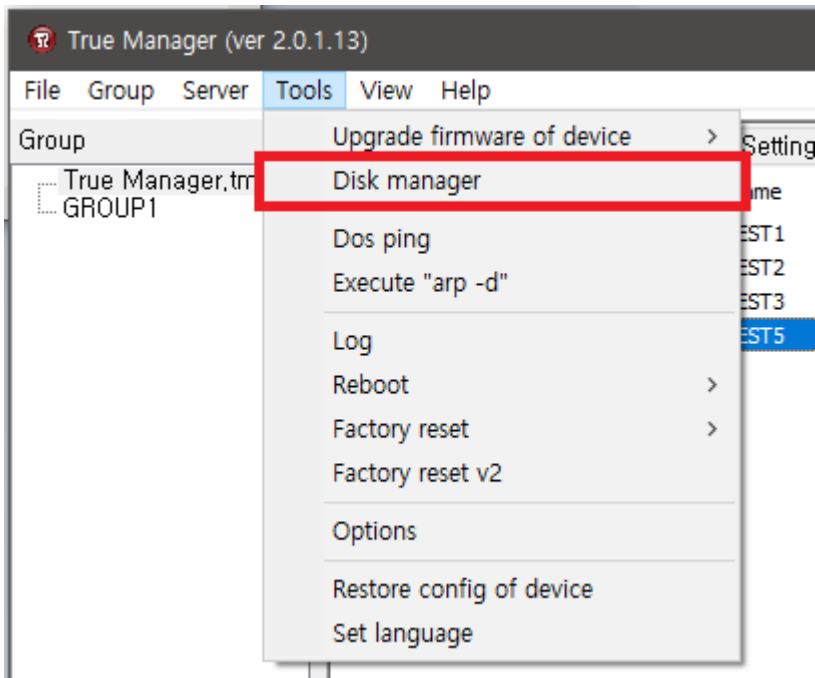 True Manager (ver 2.0.1.13)
File Group Server Tools View Help
Group
True Manager,tm
GROUP1
Upgrade firmware of device >
Disk manager
Dos ping
Execute "arp -d"
Log
Reboot >
Factory reset >
Factory reset v2
Options
Restore config of device
Set language
Setting
ame
EST1
EST2
EST3
EST5